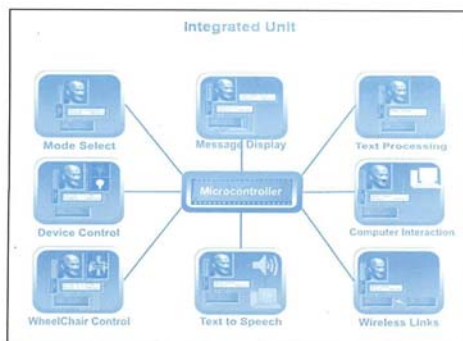 Integrated Unit
Mode Select
Message Display
Text Processing
Microcontroller
Device Control
Computer Interaction
WheelChair Control
Text to Speech
Wireless Links